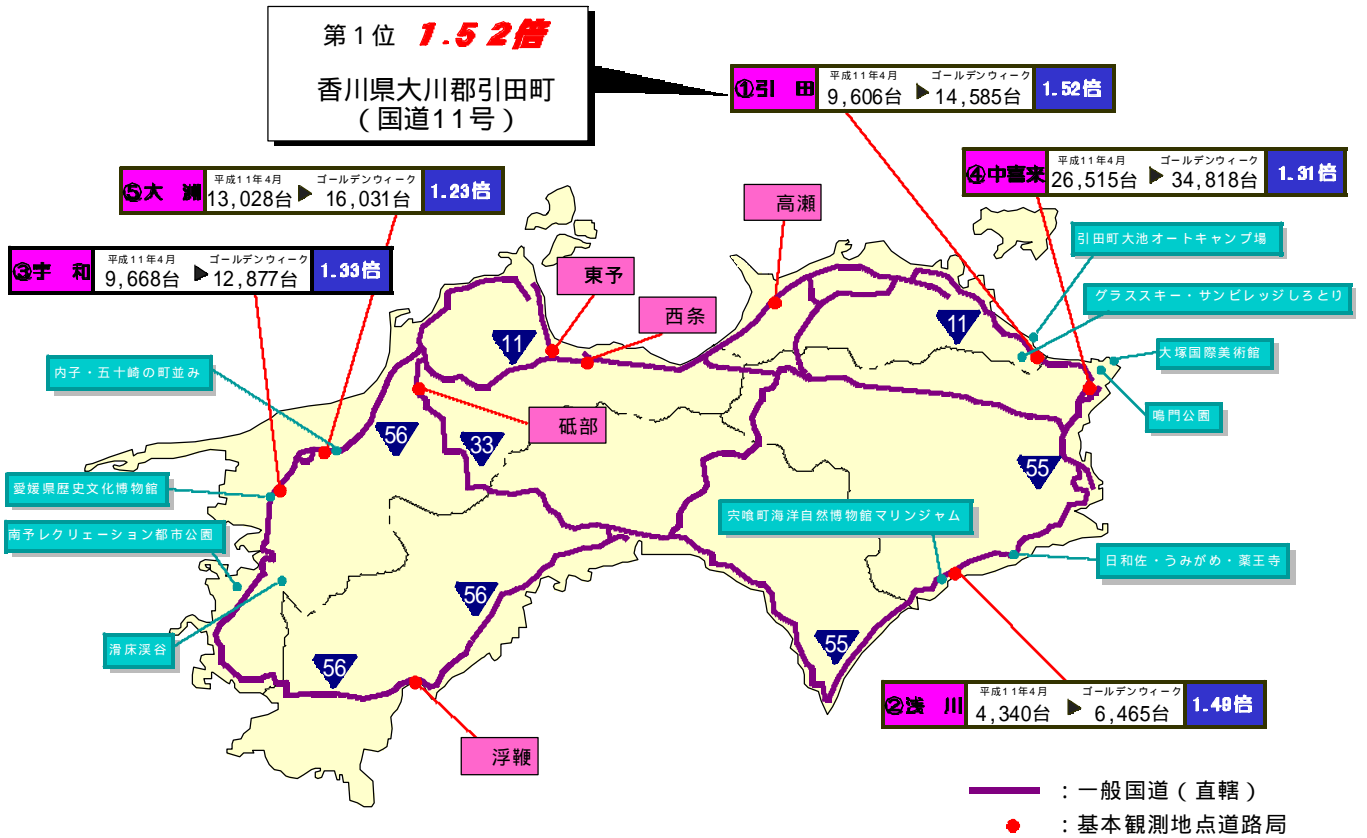 第1位 1.52倍
香川県大川郡引田町
（国道11号）
①引 田 平成11年4月 9,606台 ▶ ゴールデンウィーク 14,585台 1.52倍
④中喜来 平成11年4月 26,515台 ▶ ゴールデンウィーク 34,818台 1.31倍
⑤大 瀬 平成11年4月 13,028台 ▶ ゴールデンウィーク 16,031台 1.23倍
③宇 和 平成11年4月 9,668台 ▶ ゴールデンウィーク 12,877台 1.33倍
高瀬
東予
西条
引田町大池オートキャンプ場
グラススキー・サンビレッジしろとり
大塚国際美術館
鳴門公園
11
11
内子・五十崎の町並み
砥部
56
33
55
愛媛県歴史文化博物館
南予レクリェーション都市公園
宍喰町海洋自然博物館マリンジャム
日和佐・うみがめ・薬王寺
56
滑床渓谷
56
55
②浅 川 平成11年4月 4,340台 ▶ ゴールデンウィーク 6,465台 1.49倍
浮鞭
：一般国道（直轄）
：基本観測地点道路局